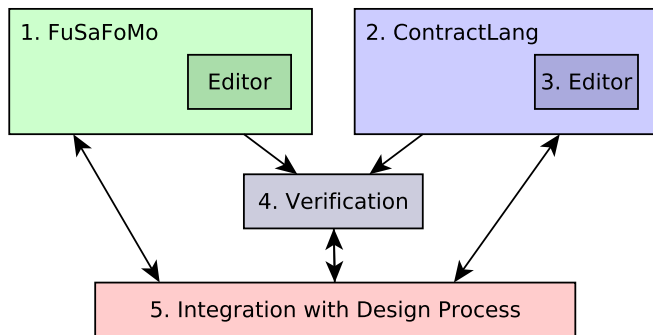 1. FuSaFoMo
Editor
2. ContractLang
3. Editor
4. Verification
5. Integration with Design Process